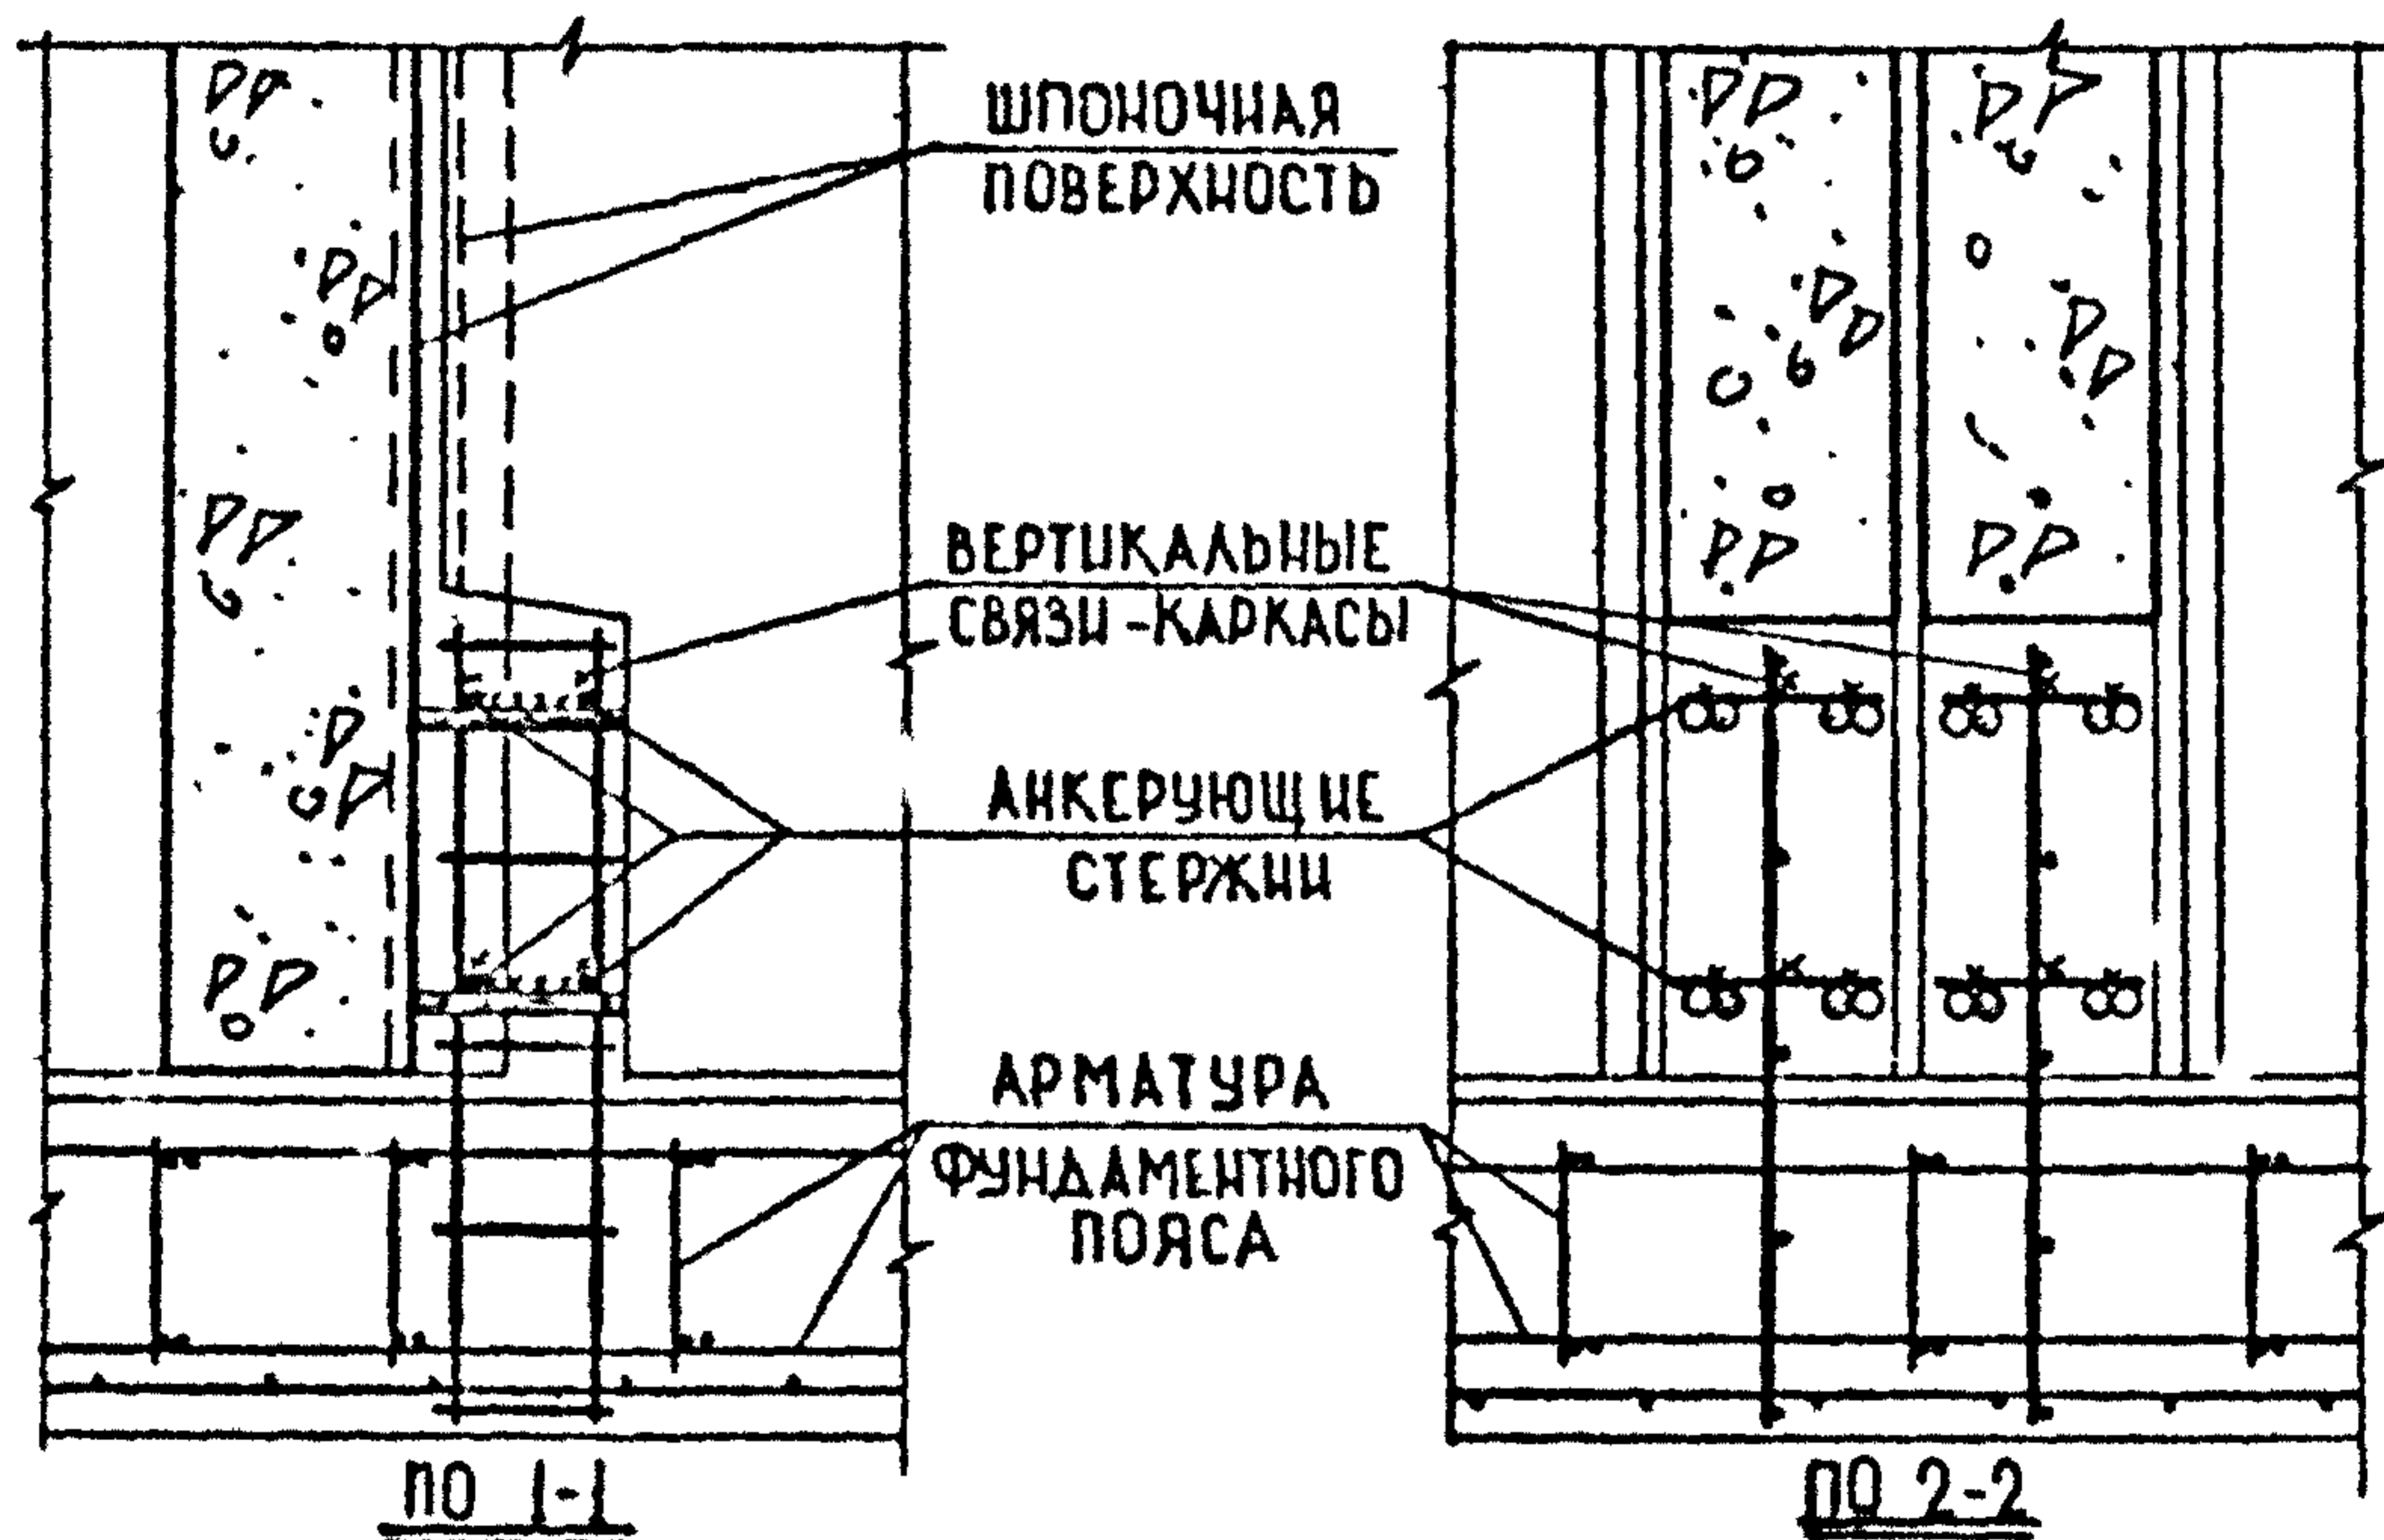 ШПОНОЧНАЯ
ПОВЕРХНОСТЬ
ВЕРТИКАЛЬНЫЕ
СВЯЗИ-КАРКАСЫ
АНКЕРУЮЩИЕ
СТЕРЖНИ
АРМАТУРА
ФУНДАМЕНТНОГО
ПОЯСА
ПО 1-1
ПО 2-2